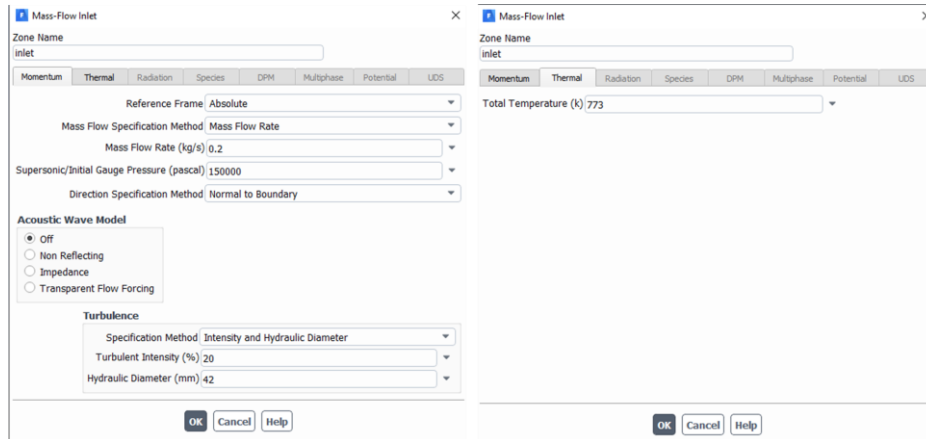 Mass-Flow Inlet
Zone Name
inlet
Momentum Thermal Radiation Species DPM Multiphase Potential UDS
Reference Frame Absolute
Mass Flow Specification Method Mass Flow Rate
Mass Flow Rate (kg/s) 0.2
Supersonic/Initial Gauge Pressure (pascal) 150000
Direction Specification Method Normal to Boundary
Acoustic Wave Model
Off
Non Reflecting
Impedance
Transparent Flow Forcing
Turbulence
Specification Method Intensity and Hydraulic Diameter
Turbulent Intensity (%) 20
Hydraulic Diameter (mm) 42
OK Cancel Help
Mass-Flow Inlet
Zone Name
inlet
Momentum Thermal Radiation Species DPM Multiphase Potential UDS
Total Temperature (k) 773
OK Cancel Help